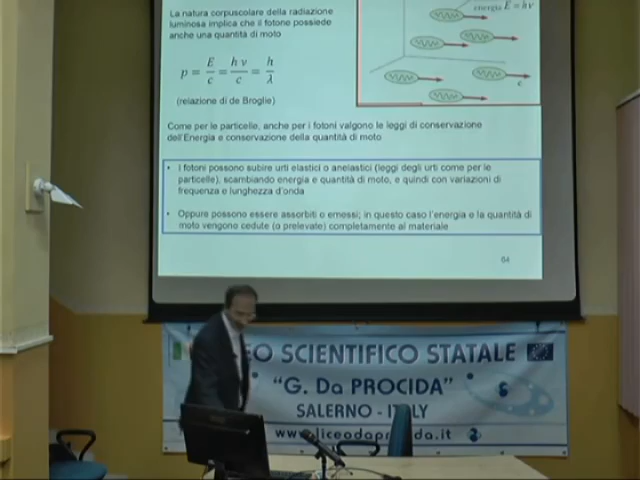 La natura corpuscolare della radiazione
luminosa implica che il fotone possiede
anche una quantità di moto
energia E = hν
p = E/c = hν/c = h/λ
c
(relazione di de Broglie)
Come per le particelle, anche per i fotoni valgono le leggi di conservazione
dell'Energia e conservazione della quantità di moto
• I fotoni possono subire urti elastici o anelastici (leggi degli urti come per le
particelle), scambiando energia e quantità di moto, e quindi con variazioni di
frequenza e lunghezza d'onda
• Oppure possono essere assorbiti o emessi; in questo caso l'energia e la quantità di
moto vengono cedute (o prelevate) completamente al materiale
64
EO SCIENTIFICO STATALE
"G. Da PROCIDA"
SALERNO - ITALY
www.liceodaprocida.it